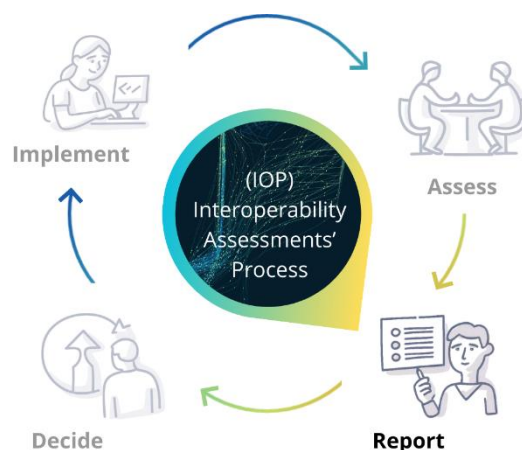 Implement
Assess
(IOP)
Interoperability
Assessments’
Process
Decide
Report